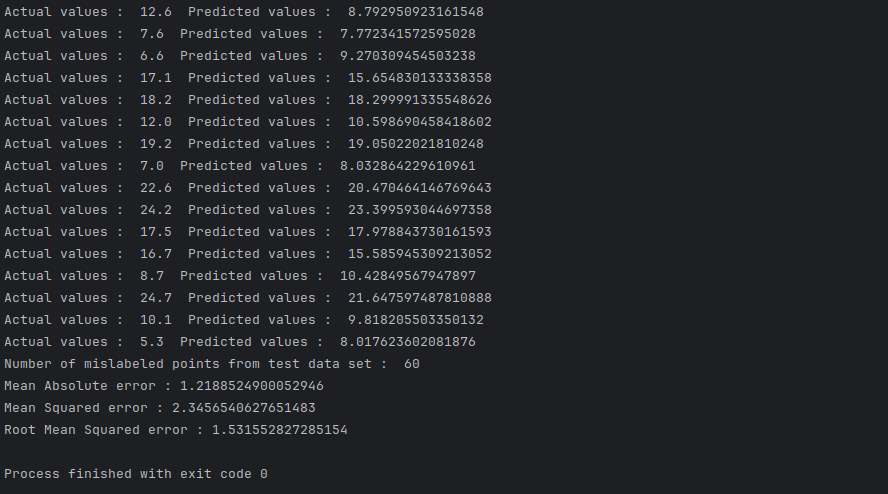 Actual values :  12.6  Predicted values :  8.792950923161548
Actual values :  7.6  Predicted values :  7.772341572595028
Actual values :  6.6  Predicted values :  9.270309454503238
Actual values :  17.1  Predicted values :  15.654830133338358
Actual values :  18.2  Predicted values :  18.299991335548626
Actual values :  12.0  Predicted values :  10.598690458418602
Actual values :  19.2  Predicted values :  19.05022021810248
Actual values :  7.0  Predicted values :  8.032864229610961
Actual values :  22.6  Predicted values :  20.470464146769643
Actual values :  24.2  Predicted values :  23.399593044697358
Actual values :  17.5  Predicted values :  17.978843730161593
Actual values :  16.7  Predicted values :  15.585945309213052
Actual values :  8.7  Predicted values :  10.42849567947897
Actual values :  24.7  Predicted values :  21.647597487810888
Actual values :  10.1  Predicted values :  9.818205503350132
Actual values :  5.3  Predicted values :  8.017623602081876
Number of mislabeled points from test data set :  60
Mean Absolute error : 1.2188524900052946
Mean Squared error : 2.3456540627651483
Root Mean Squared error : 1.531552827285154
Process finished with exit code 0